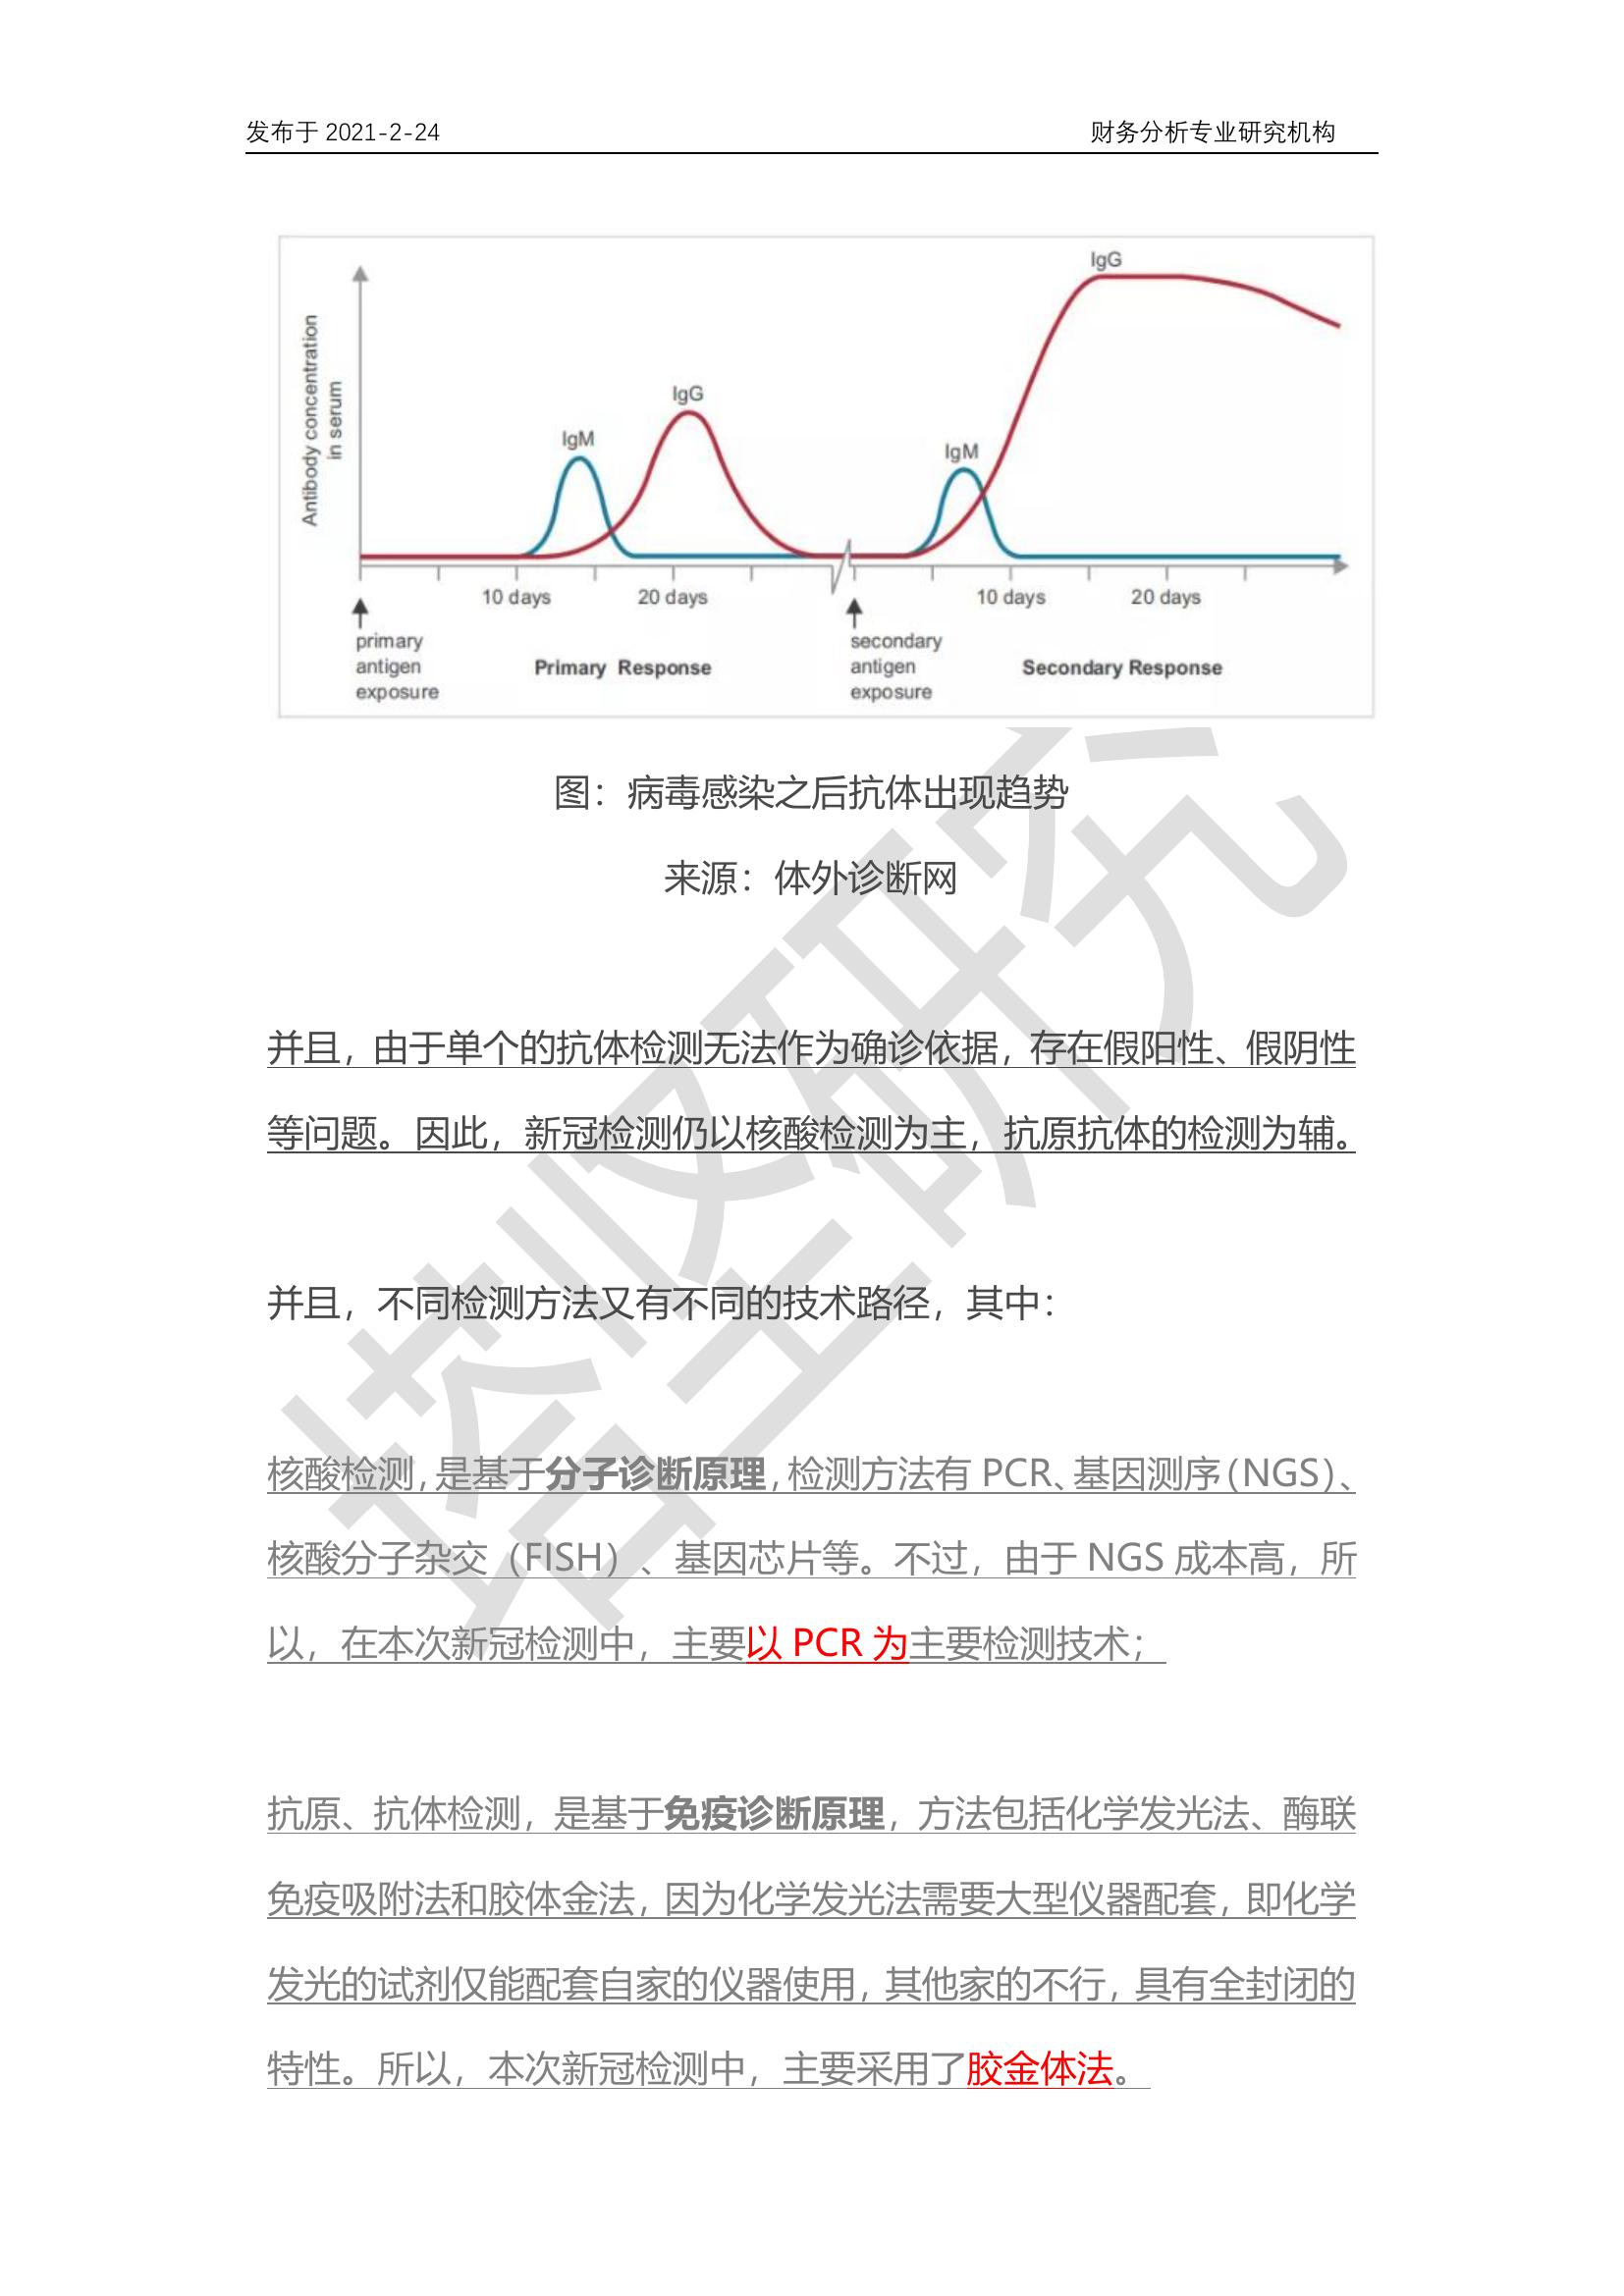 发布于 2021-2-24 财务分析专业研究机构
Antibody concentration
in serum
IgG
IgG
IgM
IgM
10 days 20 days 10 days 20 days
primary
antigen
exposure
Primary Response
secondary
antigen
exposure
Secondary Response
图：病毒感染之后抗体出现趋势
来源：体外诊断网
并且，由于单个的抗体检测无法作为确诊依据，存在假阳性、假阴性
等问题。因此，新冠检测仍以核酸检测为主，抗原抗体的检测为辅。
并且，不同检测方法又有不同的技术路径，其中：
核酸检测，是基于分子诊断原理，检测方法有 PCR、基因测序（NGS）、
核酸分子杂交（FISH）、基因芯片等。不过，由于 NGS 成本高，所
以，在本次新冠检测中，主要以 PCR 为主要检测技术；
抗原、抗体检测，是基于免疫诊断原理，方法包括化学发光法、酶联
免疫吸附法和胶体金法，因为化学发光法需要大型仪器配套，即化学
发光的试剂仅能配套自家的仪器使用，其他家的不行，具有全封闭的
特性。所以，本次新冠检测中，主要采用了胶金体法。
塔坚研究